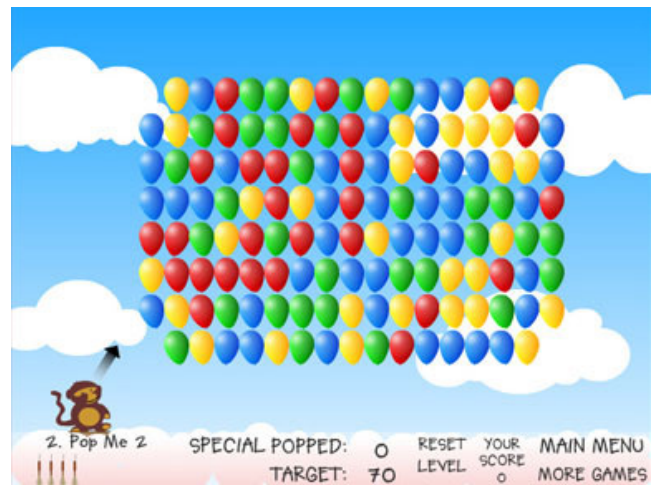 2. Pop Me 2
SPECIAL POPPED: 0
TARGET: 70
RESET
LEVEL
YOUR
SCORE
0
MAIN MENU
MORE GAMES